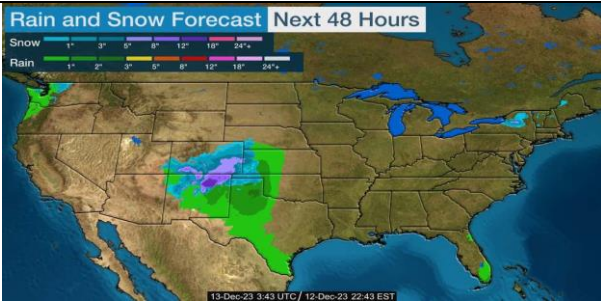 Rain and Snow Forecast Next 48 Hours
Snow 1" 3" 5" 8" 12" 18" 24"+
Rain 1" 2" 3" 5" 8" 12" 18" 24"+
13-Dec-23 3:43 UTC / 12-Dec-23 22:43 EST